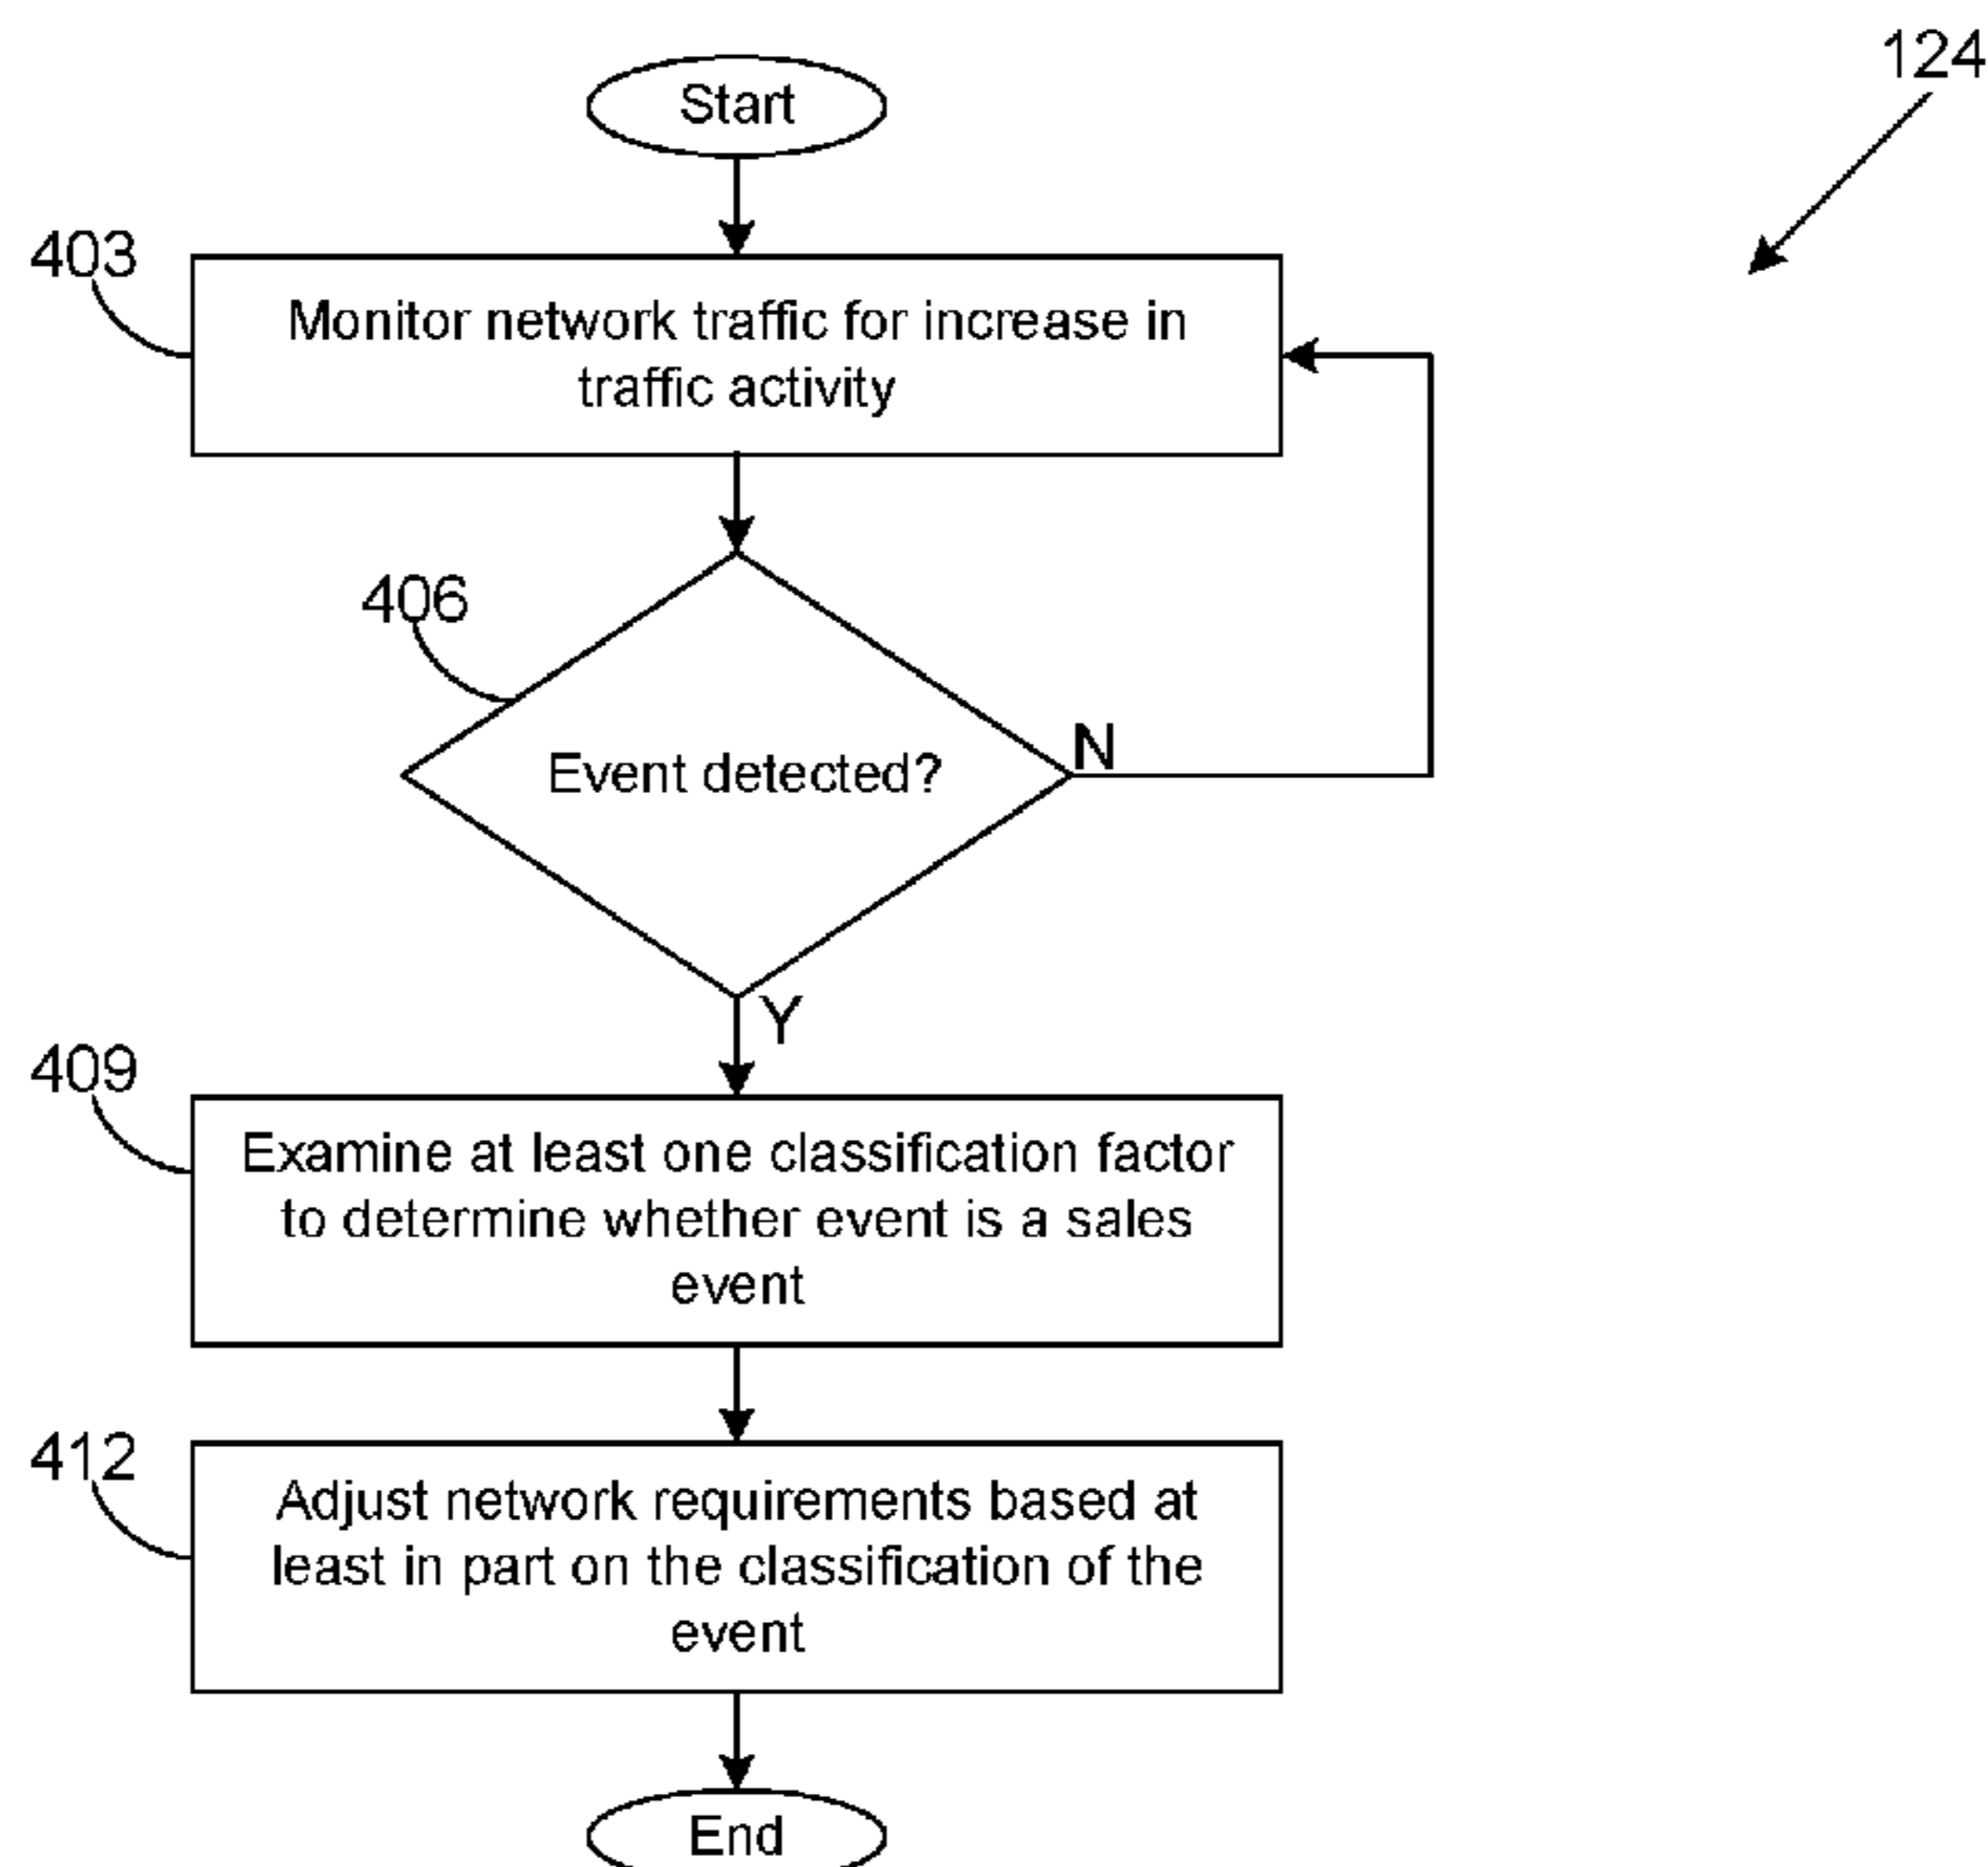 124
Start
403
Monitor network traffic for increase in
traffic activity
406
Event detected?
N
Y
409
Examine at least one classification factor
to determine whether event is a sales
event
412
Adjust network requirements based at
least in part on the classification of the
event
End